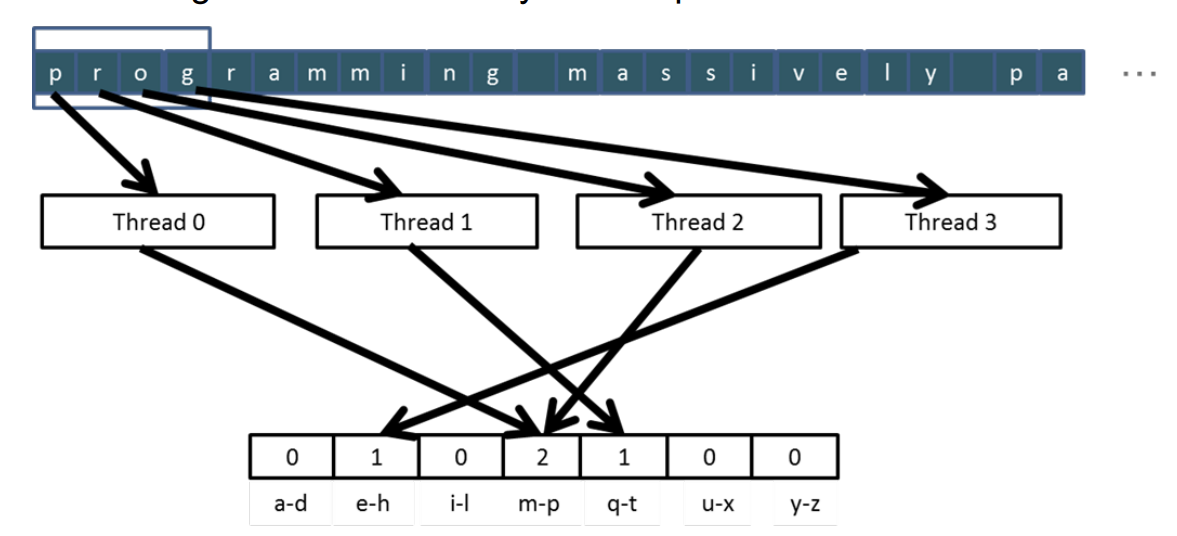 p r o g r a m m i n g m a s s i v e l y p a ...
Thread 0 Thread 1 Thread 2 Thread 3
0 1 0 2 1 0 0
a-d e-h i-l m-p q-t u-x y-z